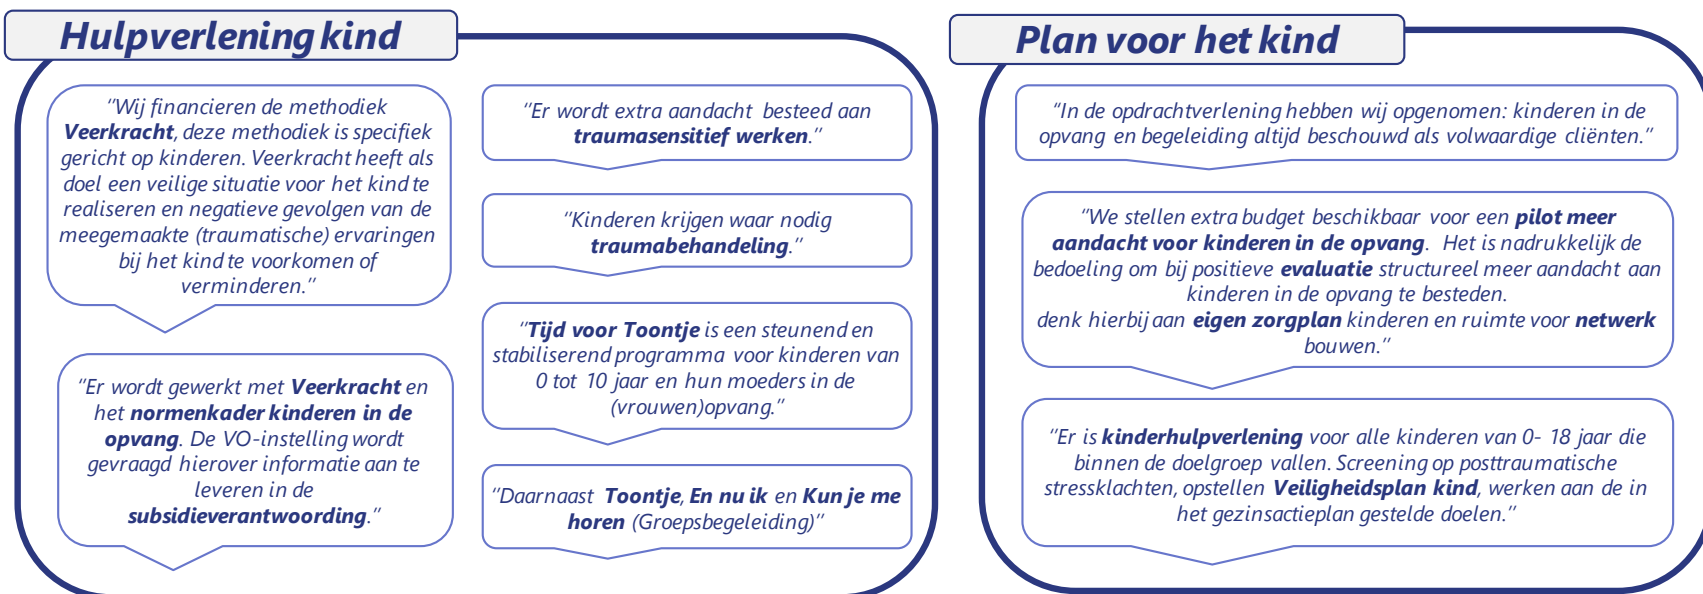 Hulpverlening kind
"Wij financieren de methodiek
Veerkracht, deze methodiek is specifiek
gericht op kinderen. Veerkracht heeft als
doel een veilige situatie voor het kind te
realiseren en negatieve gevolgen van de
meegemaakte (traumatische) ervaringen
bij het kind te voorkomen of
verminderen."
"Er wordt gewerkt met Veerkracht en
het normenkader kinderen in de
opvang. De VO-instelling wordt
gevraagd hierover informatie aan te
leveren in de
subsidieverantwoording."
"Er wordt extra aandacht besteed aan
traumasensitief werken."
"Kinderen krijgen waar nodig
traumabehandeling."
"Tijd voor Toontje is een steunend en
stabiliserend programma voor kinderen van
0 tot 10 jaar en hun moeders in de
(vrouwen)opvang."
"Daarnaast Toontje, En nu ik en Kun je me
horen (Groepsbegeleiding)"
Plan voor het kind
"In de opdrachtverlening hebben wij opgenomen: kinderen in de
opvang en begeleiding altijd beschouwd als volwaardige cliënten."
"We stellen extra budget beschikbaar voor een pilot meer
aandacht voor kinderen in de opvang. Het is nadrukkelijk de
bedoeling om bij positieve evaluatie structureel meer aandacht aan
kinderen in de opvang te besteden.
denk hierbij aan eigen zorgplan kinderen en ruimte voor netwerk
bouwen."
"Er is kinderhulpverlening voor alle kinderen van 0- 18 jaar die
binnen de doelgroep vallen. Screening op posttraumatische
stressklachten, opstellen Veiligheidsplan kind, werken aan de in
het gezinsactieplan gestelde doelen."